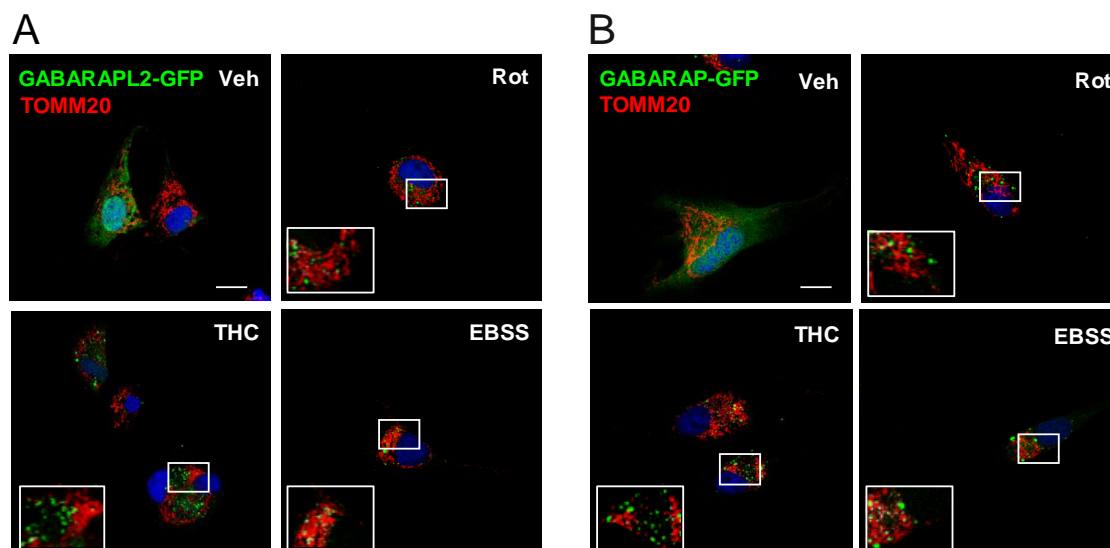 A
GABARAPL2-GFP Veh
TOMM20
Rot
THC
EBSS
B
GABARAP-GFP Veh
TOMM20
Rot
THC
EBSS